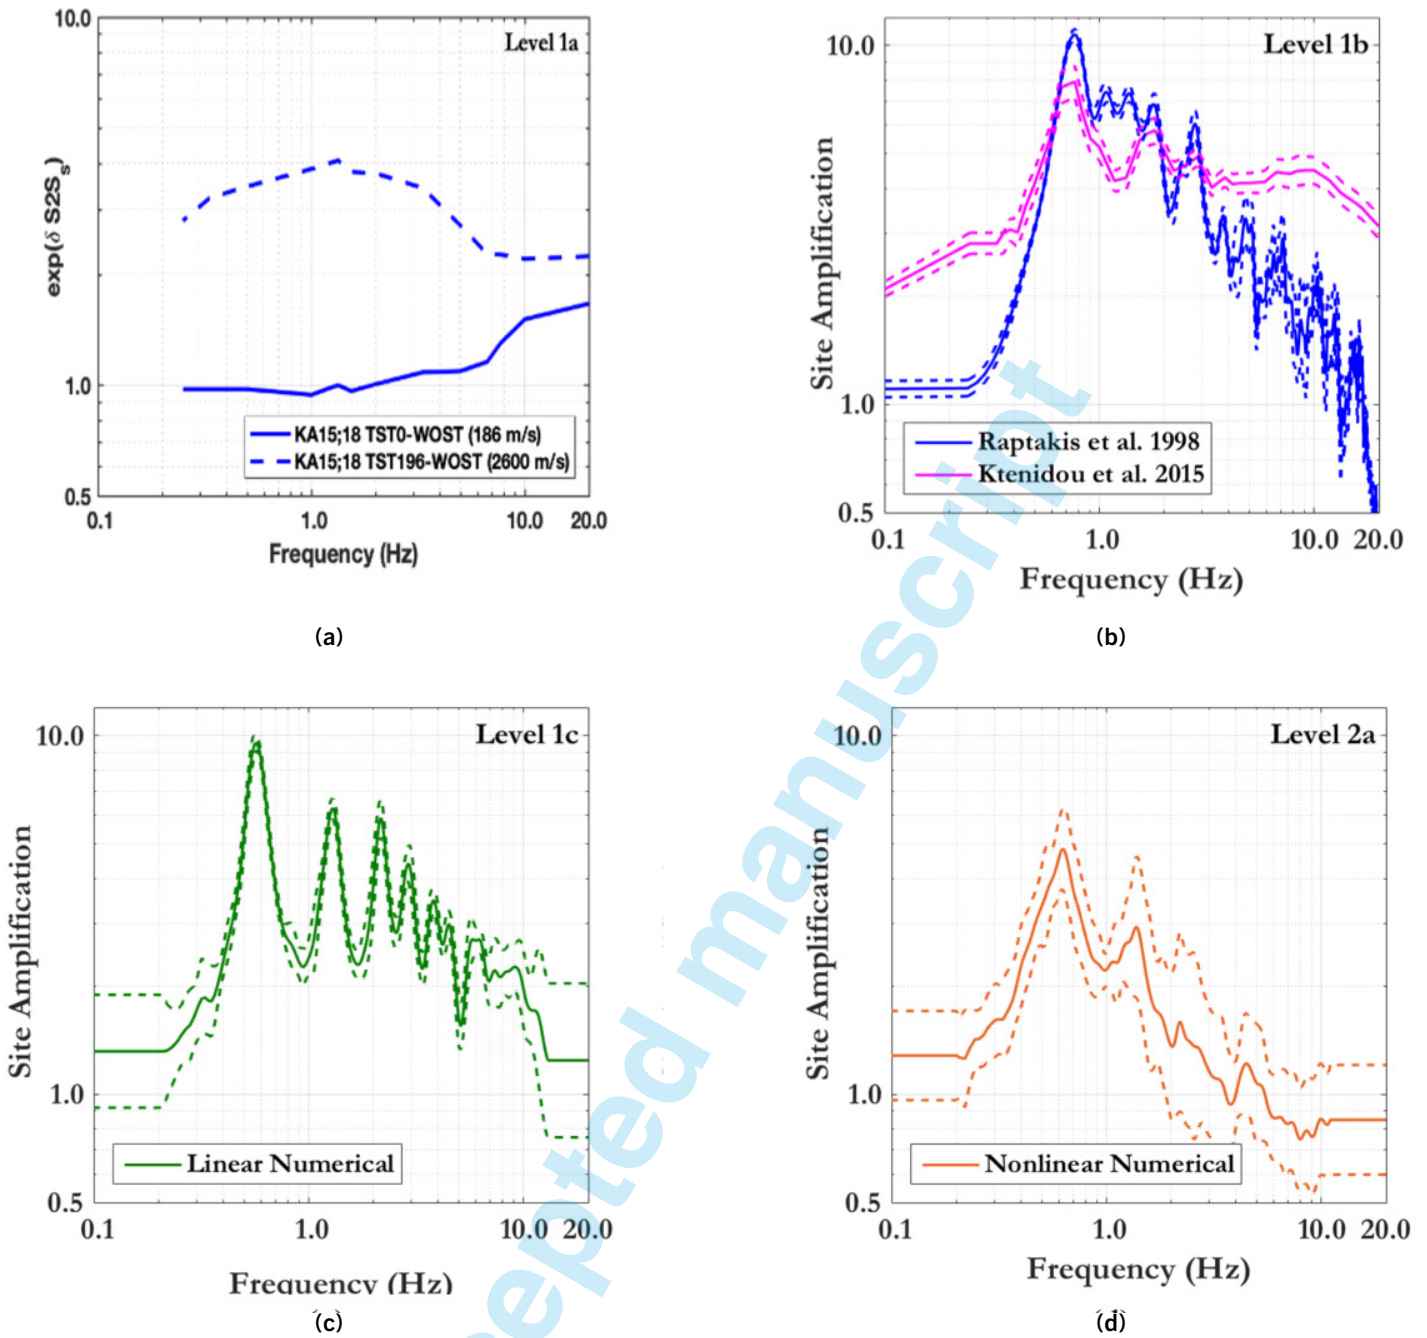 10.0
Level 1a
exp(δ S2Sₛ)
1.0
KA15;18 TST0-WOST (186 m/s)
KA15;18 TST196-WOST (2600 m/s)
0.5
0.1 1.0 10.0 20.0
Frequency (Hz)
(a)
10.0
Level 1b
Site Amplification
1.0
Raptakis et al. 1998
Ktenidou et al. 2015
0.5
0.1 1.0 10.0 20.0
Frequency (Hz)
(b)
10.0
Level 1c
Site Amplification
1.0
Linear Numerical
0.5
0.1 1.0 10.0 20.0
Frequency (Hz)
(c)
10.0
Level 2a
Site Amplification
1.0
Nonlinear Numerical
0.5
0.1 1.0 10.0 20.0
Frequency (Hz)
(d)
epted manuscript